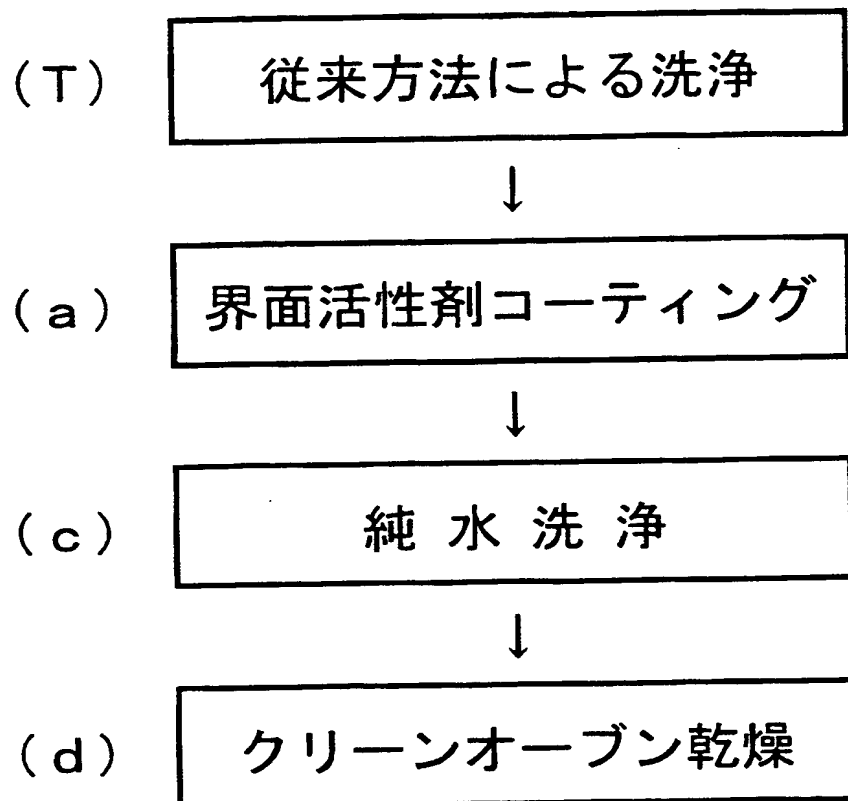 (T) 従来方法による洗浄
↓
(a) 界面活性剤コーティング
↓
(c) 純水洗浄
↓
(d) クリーンオーブン乾燥